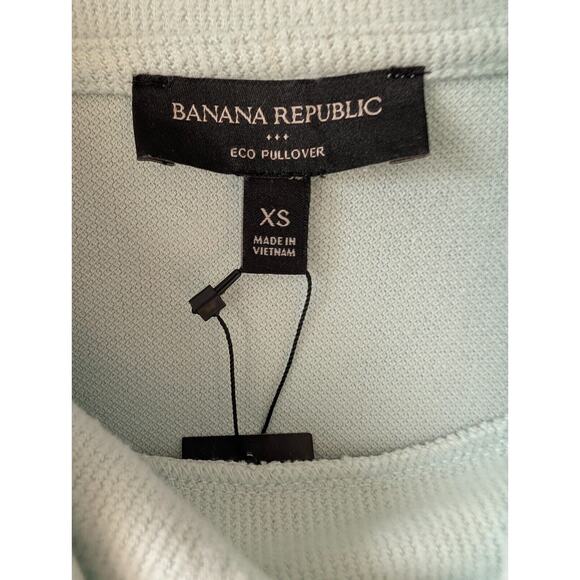 BANANA REPUBLIC
ECO PULLOVER
XS
MADE IN
VIETNAM